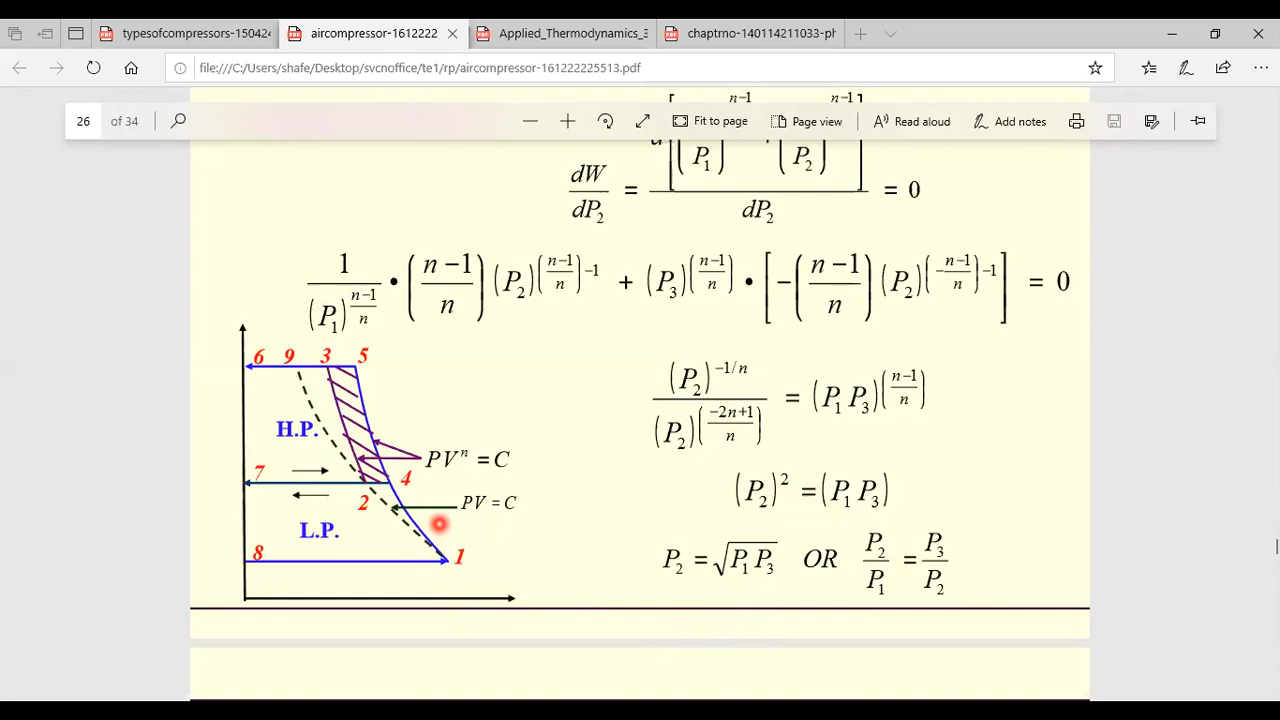 typesofcompressors-150424
aircompressor-1612222
Applied_Thermodynamics_3
chaptrno-140114211033-ph
file:///C:/Users/shafe/Desktop/svcnoffice/te1/rp/aircompressor-161222225513.pdf
26 of 34
Fit to page
Page view
Read aloud
Add notes
n−1 n−1
P₁ P₂
dW/dP₂ = d[ / dP₂ = 0
1/(P₁)^((n−1)/n) • ((n−1)/n) (P₂)^(((n−1)/n)−1) + (P₃)^((n−1)/n) • [−((n−1)/n) (P₂)^((−(n−1)/n)−1)] = 0
6 9 3 5
H.P.
PVⁿ = C
7
4
2
PV = C
L.P.
8
1
(P₂)^(−1/n) / (P₂)^((−2n+1)/n) = (P₁ P₃)^((n−1)/n)
(P₂)² = (P₁ P₃)
P₂ = √(P₁ P₃) OR P₂/P₁ = P₃/P₂